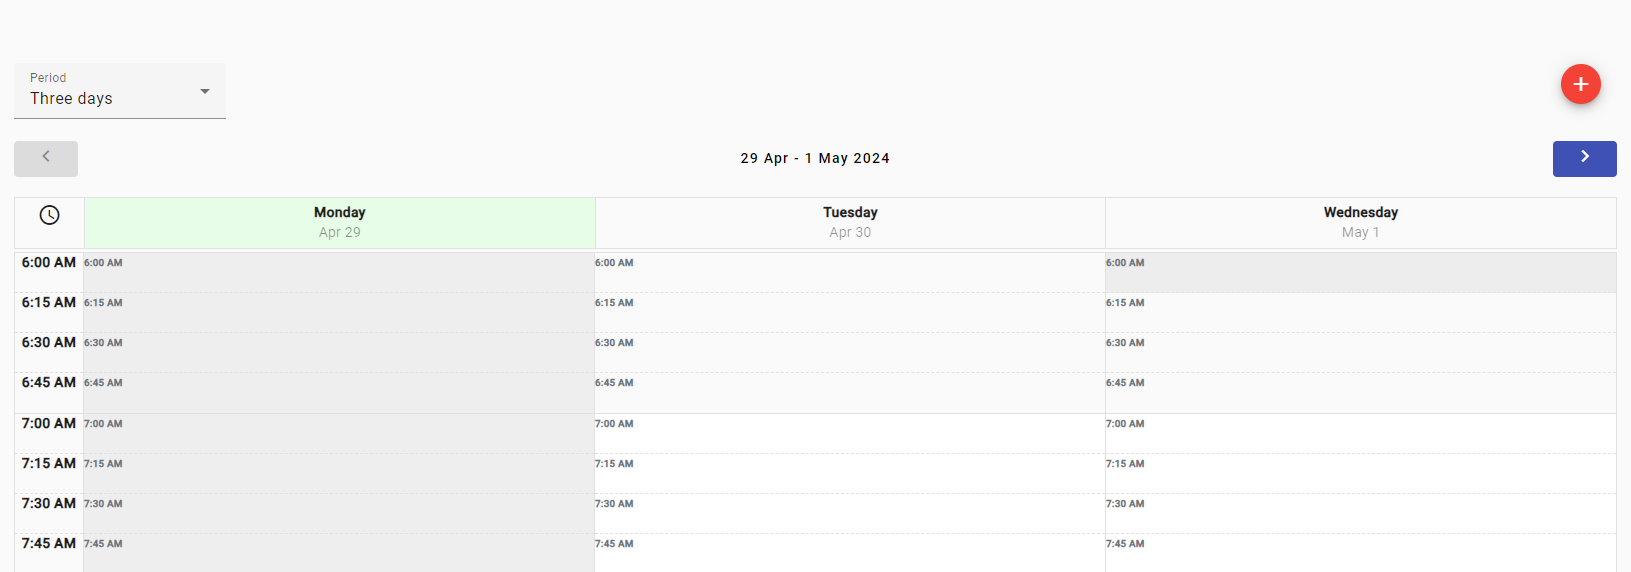 Period
Three days
29 Apr - 1 May 2024
Monday Tuesday Wednesday
Apr 29 Apr 30 May 1
6:00 AM 6:00 AM 6:00 AM 6:00 AM
6:15 AM 6:15 AM 6:15 AM 6:15 AM
6:30 AM 6:30 AM 6:30 AM 6:30 AM
6:45 AM 6:45 AM 6:45 AM 6:45 AM
7:00 AM 7:00 AM 7:00 AM 7:00 AM
7:15 AM 7:15 AM 7:15 AM 7:15 AM
7:30 AM 7:30 AM 7:30 AM 7:30 AM
7:45 AM 7:45 AM 7:45 AM 7:45 AM